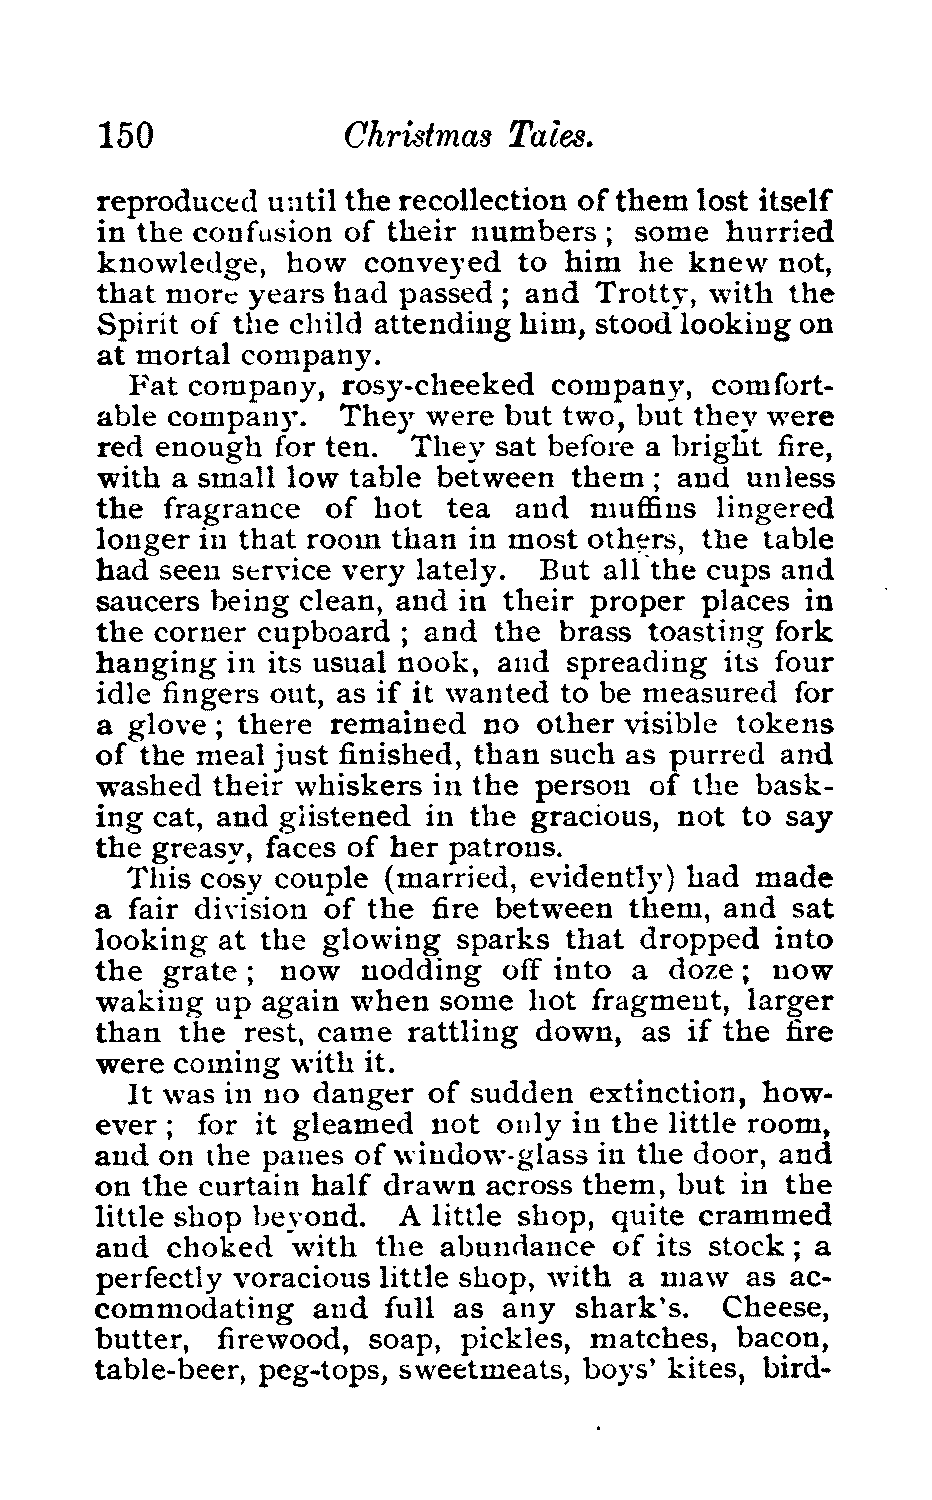 150 Christmas Tales.
reproduced until the recollection of them lost itself
in the confusion of their numbers ; some hurried
knowledge, how conveyed to him he knew not,
that more years had passed ; and Trotty, with the
Spirit of the child attending him, stood looking on
at mortal company.
Fat company, rosy-cheeked company, comfort-
able company. They were but two, but they were
red enough for ten. They sat before a bright fire,
with a small low table between them ; and unless
the fragrance of hot tea and muffins lingered
longer in that room than in most others, the table
had seen service very lately. But all the cups and
saucers being clean, and in their proper places in
the corner cupboard ; and the brass toasting fork
hanging in its usual nook, and spreading its four
idle fingers out, as if it wanted to be measured for
a glove ; there remained no other visible tokens
of the meal just finished, than such as purred and
washed their whiskers in the person of the bask-
ing cat, and glistened in the gracious, not to say
the greasy, faces of her patrons.
This cosy couple (married, evidently) had made
a fair division of the fire between them, and sat
looking at the glowing sparks that dropped into
the grate ; now nodding off into a doze ; now
waking up again when some hot fragment, larger
than the rest, came rattling down, as if the fire
were coming with it.
It was in no danger of sudden extinction, how-
ever ; for it gleamed not only in the little room,
and on the panes of window-glass in the door, and
on the curtain half drawn across them, but in the
little shop beyond. A little shop, quite crammed
and choked with the abundance of its stock ; a
perfectly voracious little shop, with a maw as ac-
commodating and full as any shark's. Cheese,
butter, firewood, soap, pickles, matches, bacon,
table-beer, peg-tops, sweetmeats, boys' kites, bird-